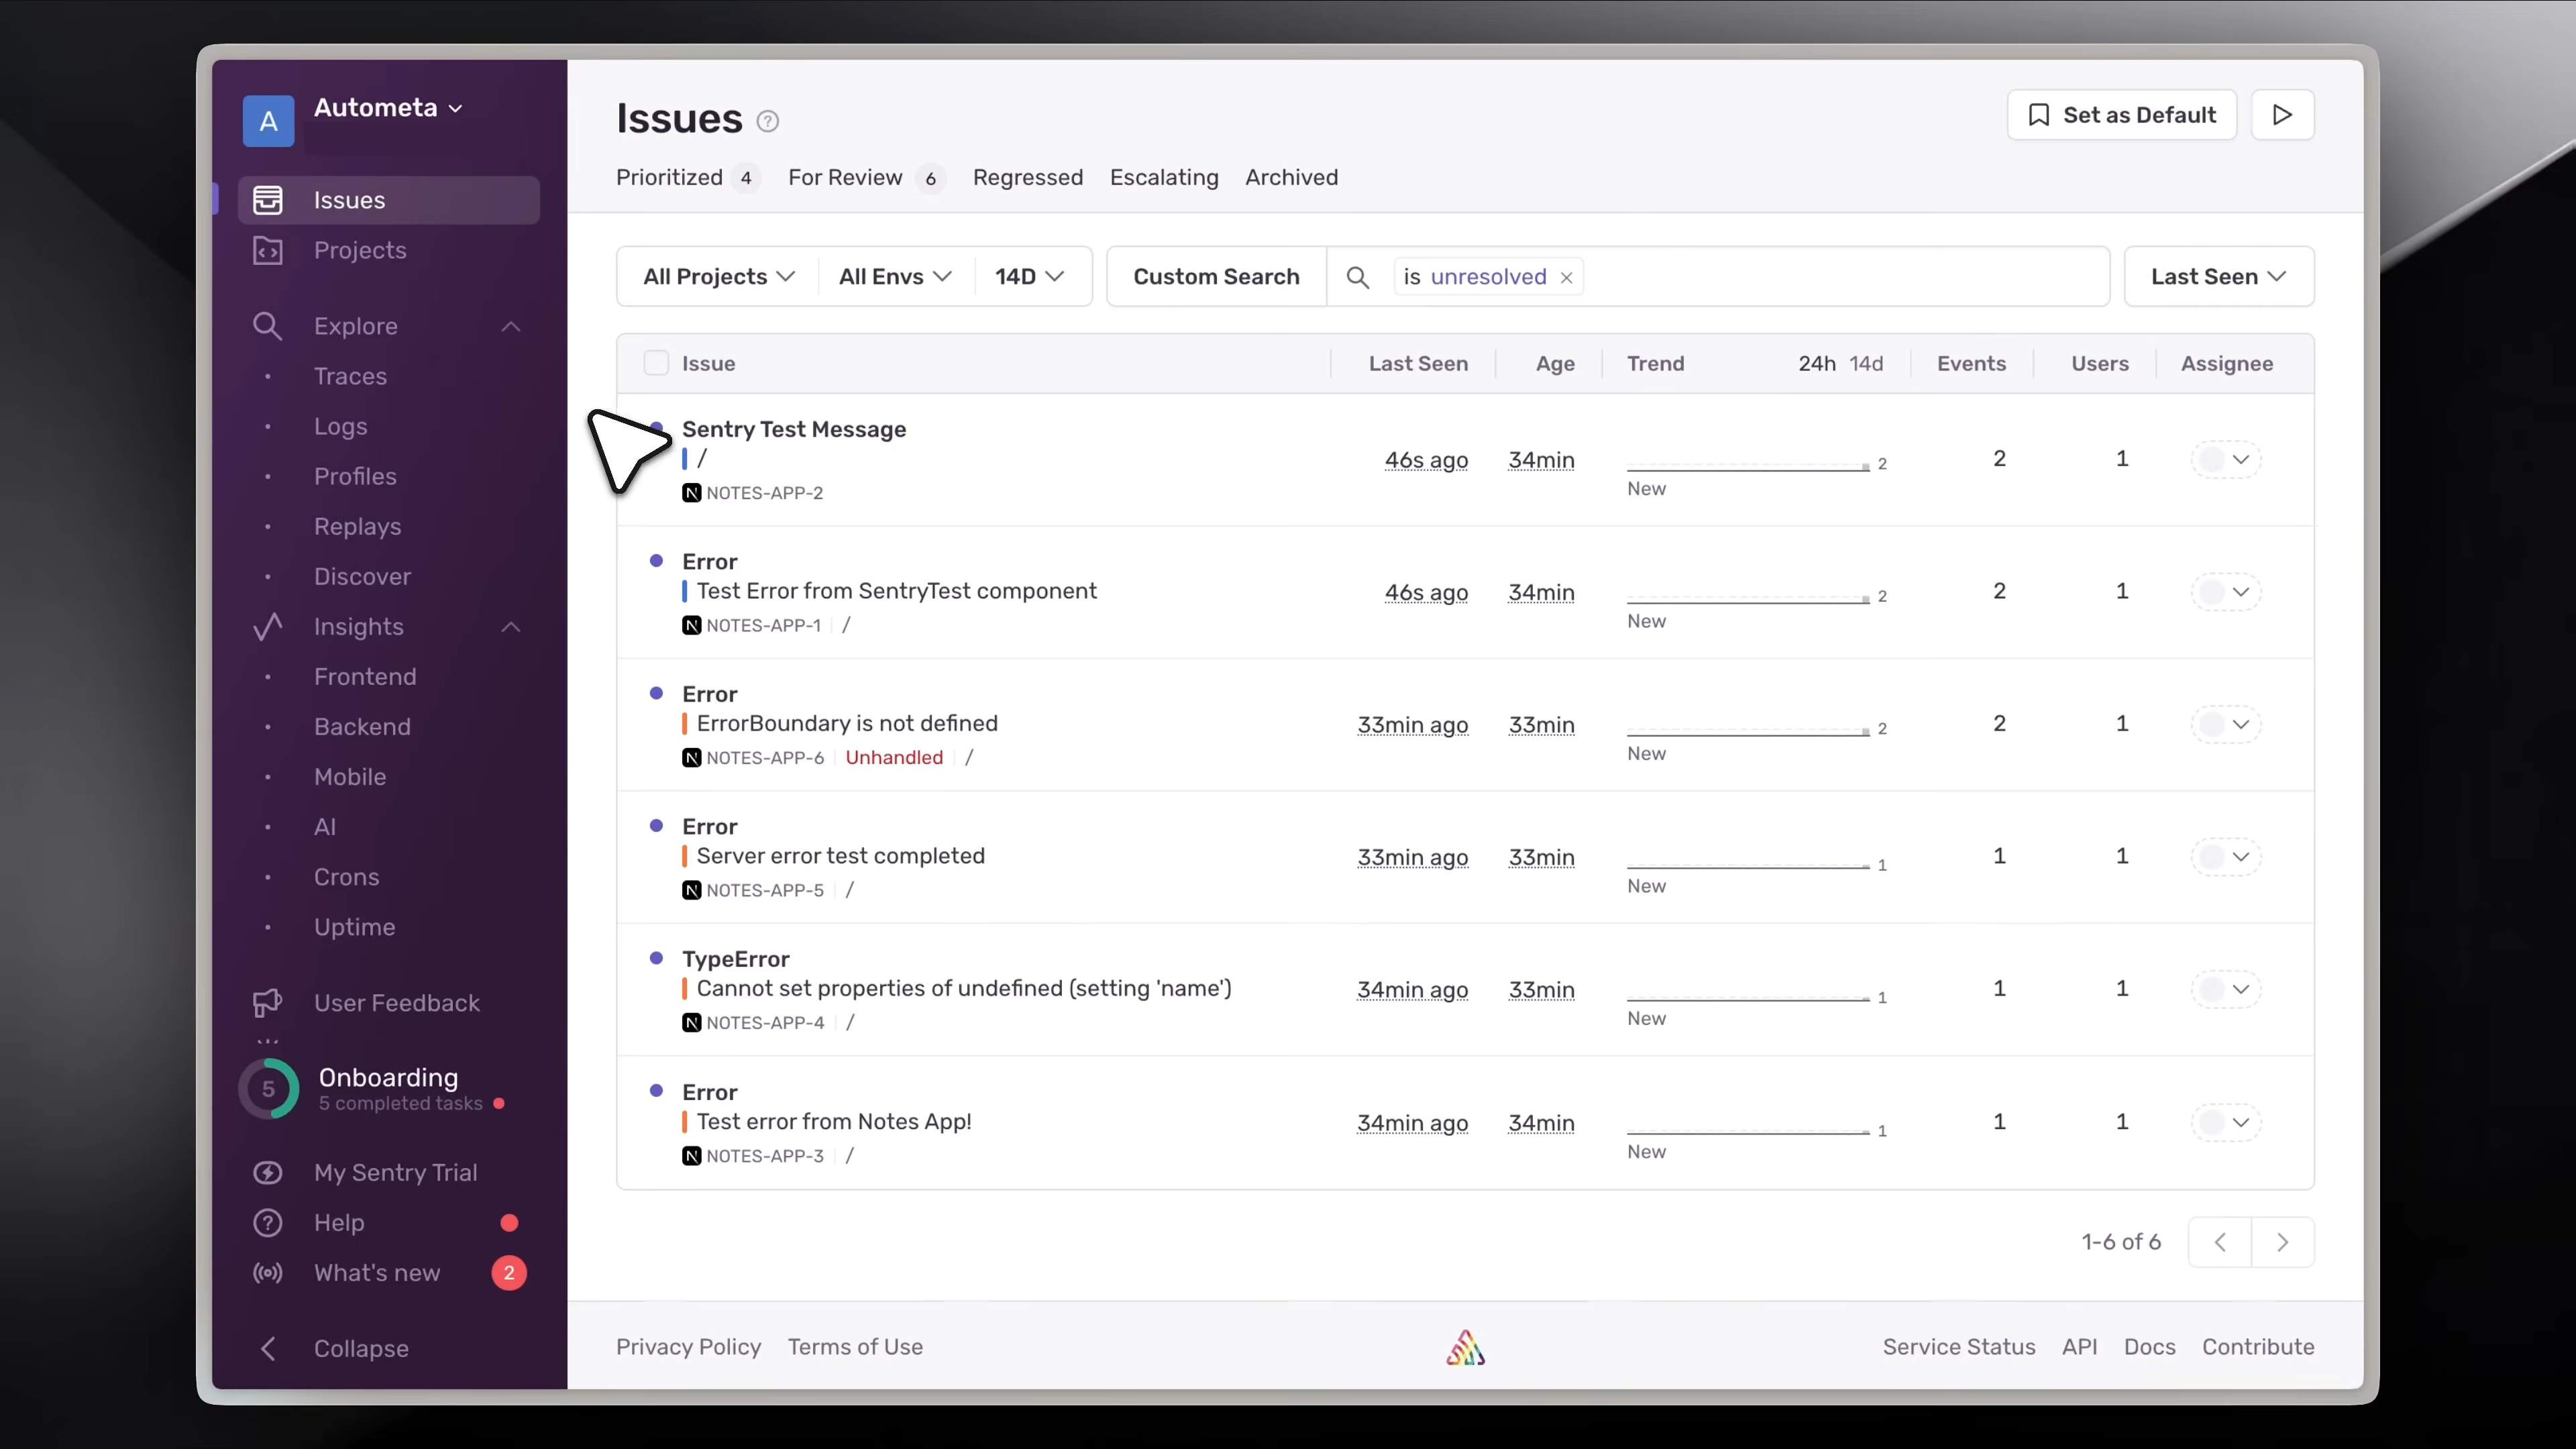 A
Autometa
Issues
Projects
Explore
Traces
Logs
Profiles
Replays
Discover
Insights
Frontend
Backend
Mobile
AI
Crons
Uptime
User Feedback
5
Onboarding
5 completed tasks
My Sentry Trial
Help
What's new 2
Collapse
Issues ?
Set as Default
Prioritized 4 For Review 6 Regressed Escalating Archived
All Projects All Envs 14D Custom Search is unresolved Last Seen
Issue Last Seen Age Trend 24h 14d Events Users Assignee
Sentry Test Message
/
NOTES-APP-2
46s ago 34min 2 New 2 1
Error
Test Error from SentryTest component
NOTES-APP-1 /
46s ago 34min 2 New 2 1
Error
ErrorBoundary is not defined
NOTES-APP-6 Unhandled /
33min ago 33min 2 New 2 1
Error
Server error test completed
NOTES-APP-5 /
33min ago 33min 1 New 1 1
TypeError
Cannot set properties of undefined (setting 'name')
NOTES-APP-4 /
34min ago 33min 1 New 1 1
Error
Test error from Notes App!
NOTES-APP-3 /
34min ago 34min 1 New 1 1
1-6 of 6
Privacy Policy Terms of Use Service Status API Docs Contribute